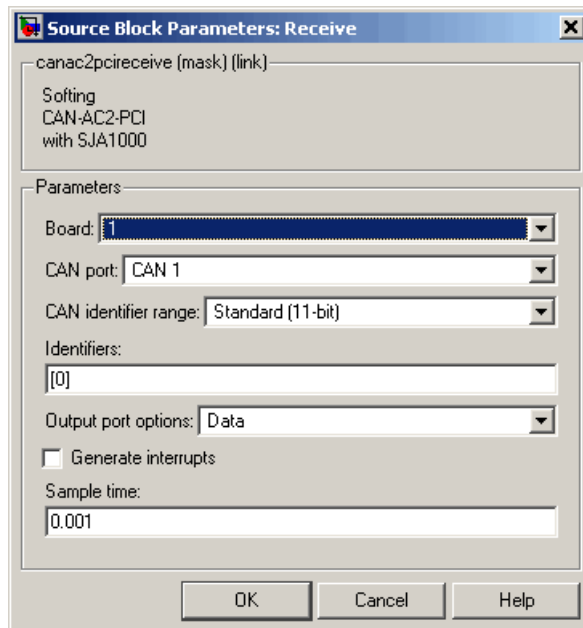 Source Block Parameters: Receive
canac2pcireceive (mask) (link)
Softing
CAN-AC2-PCI
with SJA1000
Parameters
Board: 1
CAN port: CAN 1
CAN identifier range: Standard (11-bit)
Identifiers:
[0]
Output port options: Data
Generate interrupts
Sample time:
0.001
OK Cancel Help